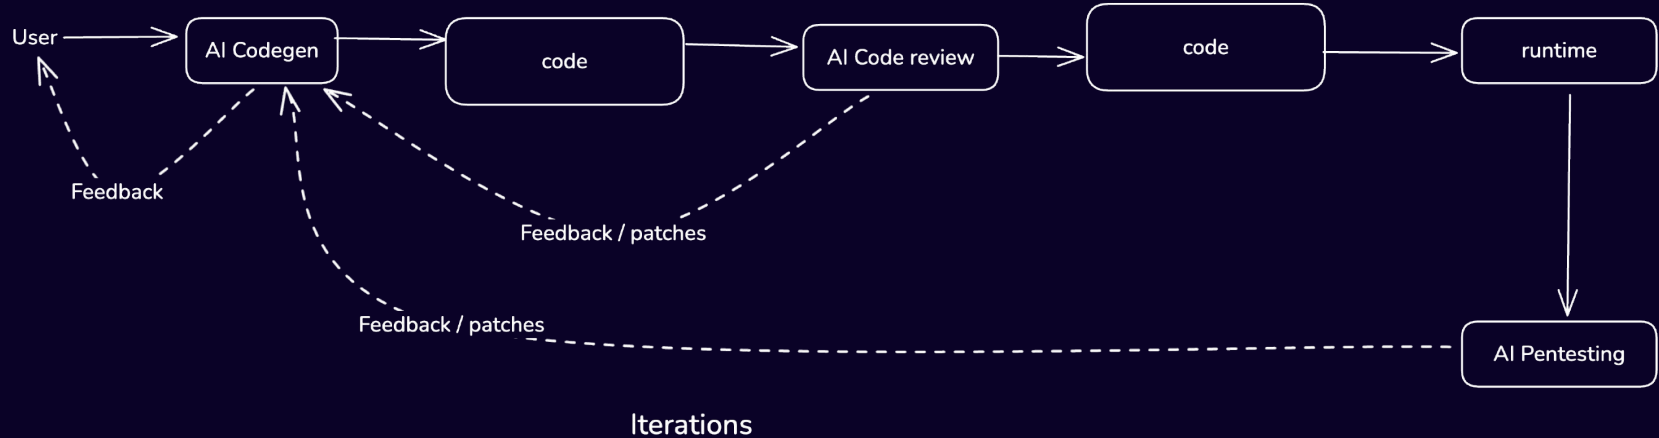 User
AI Codegen
code
AI Code review
code
runtime
Feedback
Feedback / patches
Feedback / patches
AI Pentesting
Iterations